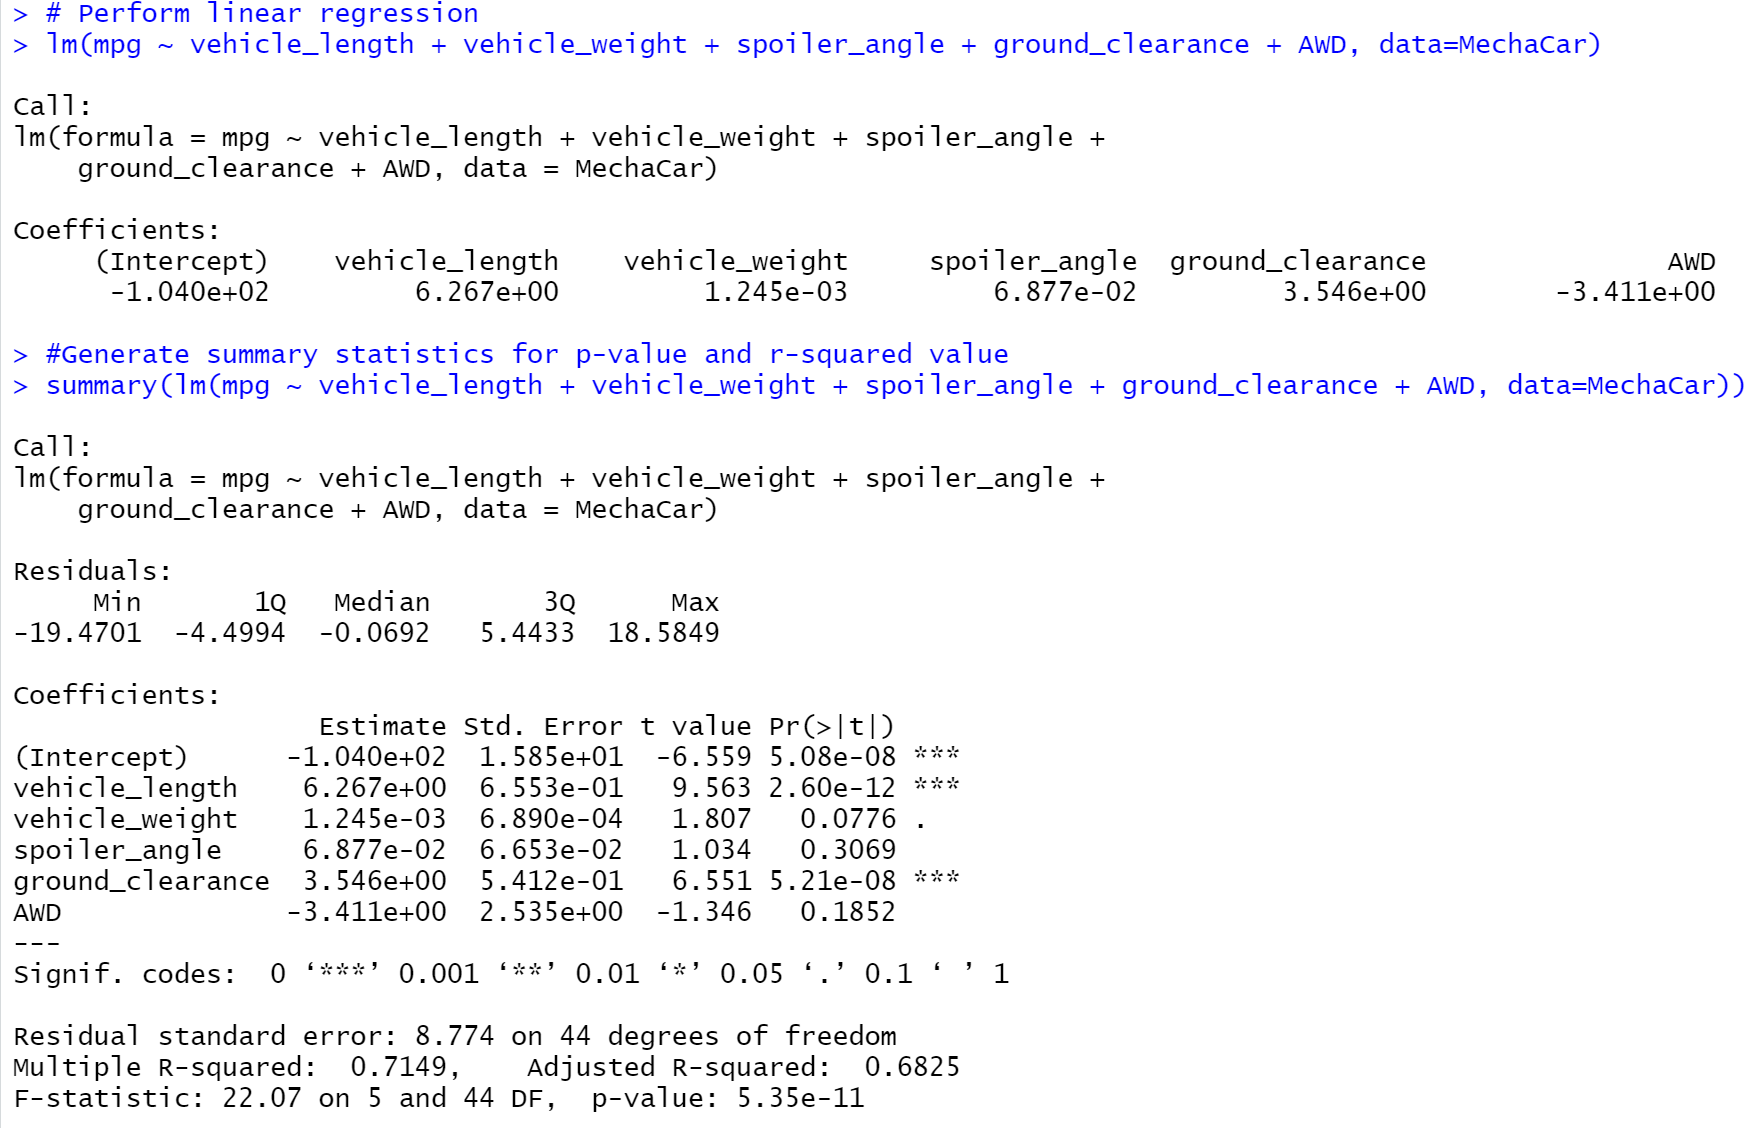 > # Perform linear regression
> lm(mpg ~ vehicle_length + vehicle_weight + spoiler_angle + ground_clearance + AWD, data=MechaCar)
Call:
lm(formula = mpg ~ vehicle_length + vehicle_weight + spoiler_angle +
    ground_clearance + AWD, data = MechaCar)
Coefficients:
     (Intercept)    vehicle_length    vehicle_weight     spoiler_angle  ground_clearance               AWD
      -1.040e+02         6.267e+00         1.245e-03         6.877e-02         3.546e+00        -3.411e+00
> #Generate summary statistics for p-value and r-squared value
> summary(lm(mpg ~ vehicle_length + vehicle_weight + spoiler_angle + ground_clearance + AWD, data=MechaCar))
Call:
lm(formula = mpg ~ vehicle_length + vehicle_weight + spoiler_angle +
    ground_clearance + AWD, data = MechaCar)
Residuals:
     Min       1Q   Median       3Q      Max
-19.4701  -4.4994  -0.0692   5.4433  18.5849
Coefficients:
                   Estimate Std. Error t value Pr(>|t|)
(Intercept)      -1.040e+02  1.585e+01  -6.559 5.08e-08 ***
vehicle_length    6.267e+00  6.553e-01   9.563 2.60e-12 ***
vehicle_weight    1.245e-03  6.890e-04   1.807   0.0776 .
spoiler_angle     6.877e-02  6.653e-02   1.034   0.3069
ground_clearance  3.546e+00  5.412e-01   6.551 5.21e-08 ***
AWD              -3.411e+00  2.535e+00  -1.346   0.1852
---
Signif. codes:  0 ‘***’ 0.001 ‘**’ 0.01 ‘*’ 0.05 ‘.’ 0.1 ‘ ’ 1
Residual standard error: 8.774 on 44 degrees of freedom
Multiple R-squared:  0.7149,    Adjusted R-squared:  0.6825
F-statistic: 22.07 on 5 and 44 DF,  p-value: 5.35e-11